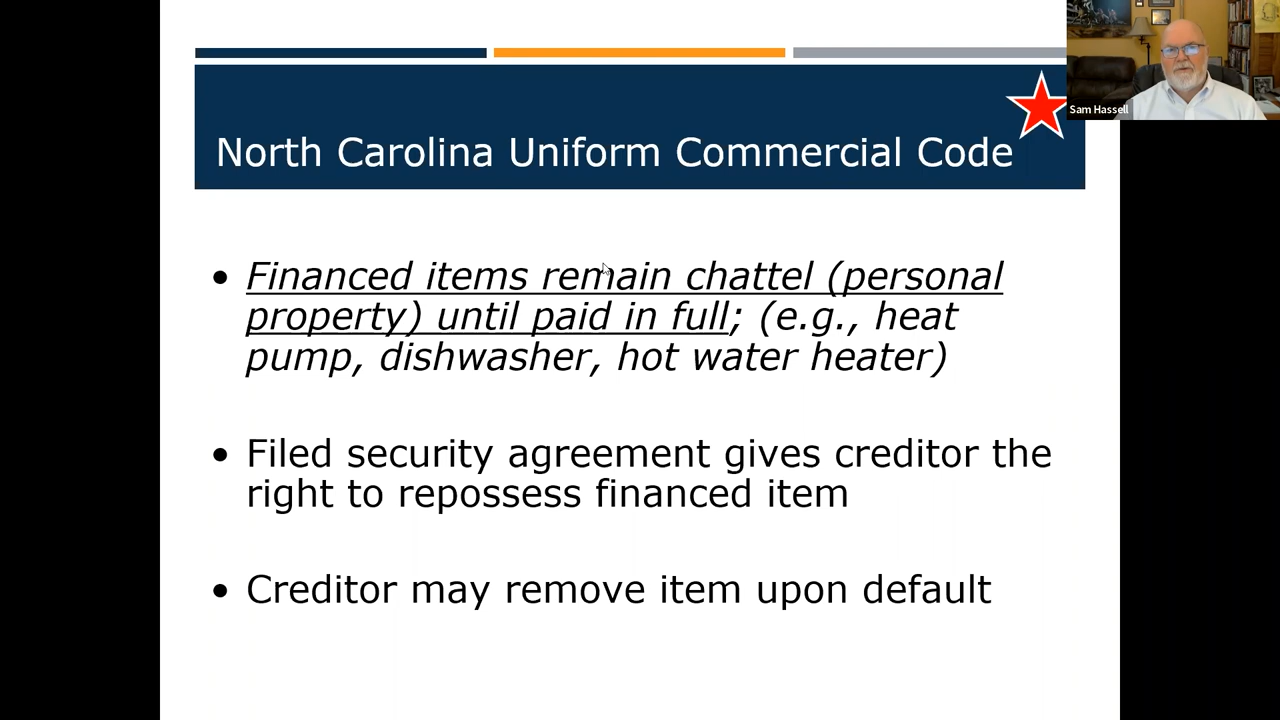 Sam Hassell
North Carolina Uniform Commercial Code
• Financed items remain chattel (personal
property) until paid in full; (e.g., heat
pump, dishwasher, hot water heater)
• Filed security agreement gives creditor the
right to repossess financed item
• Creditor may remove item upon default